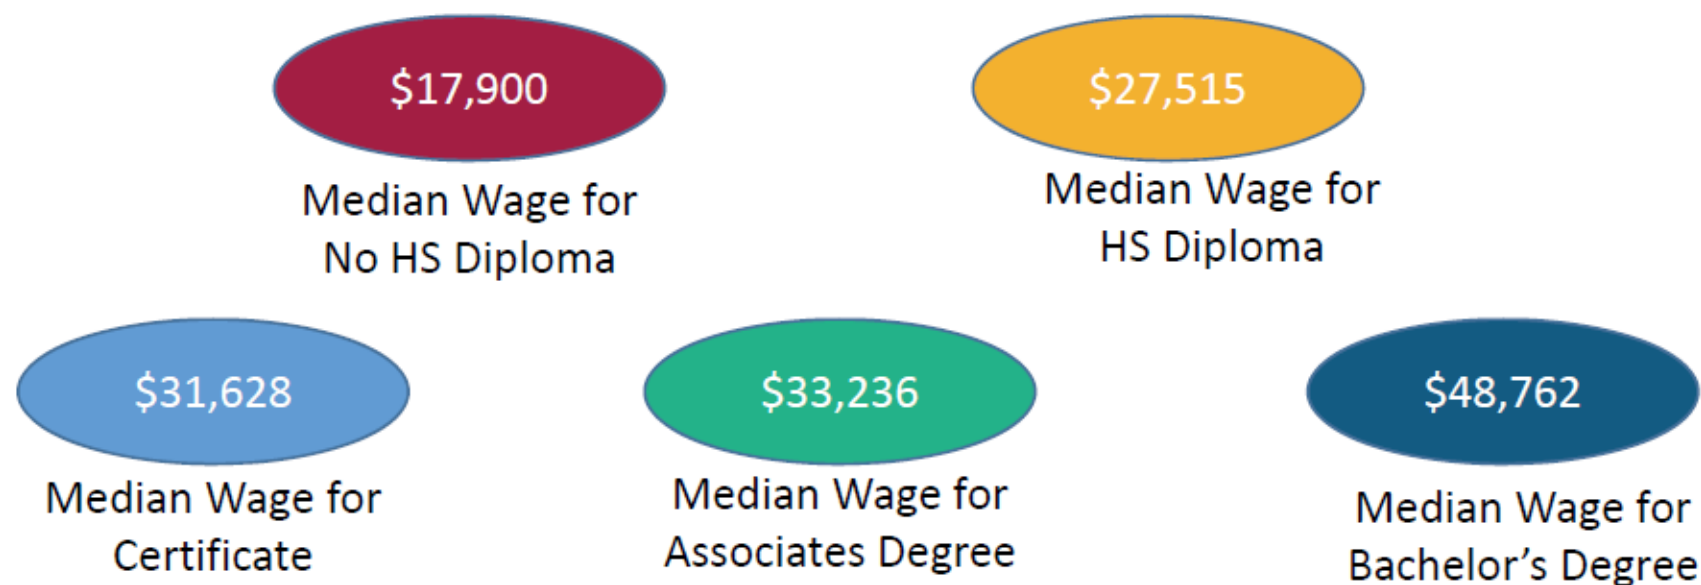 $17,900
Median Wage for
No HS Diploma
$27,515
Median Wage for
HS Diploma
$31,628
Median Wage for
Certificate
$33,236
Median Wage for
Associates Degree
$48,762
Median Wage for
Bachelor’s Degree